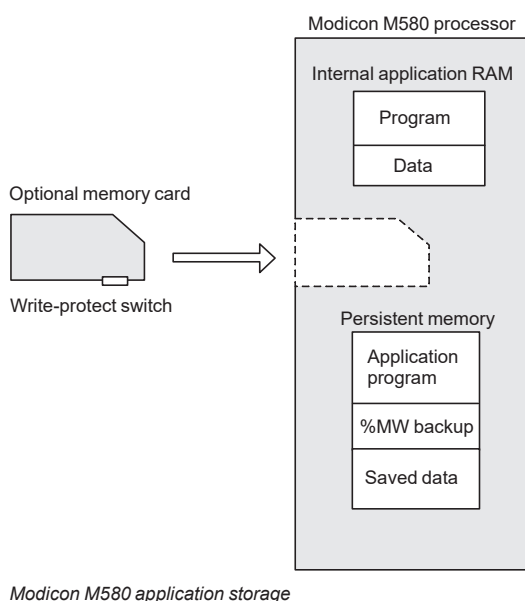 Modicon M580 processor
Internal application RAM
Program
Data
Optional memory card
Write-protect switch
Persistent memory
Application
program
%MW backup
Saved data
Modicon M580 application storage